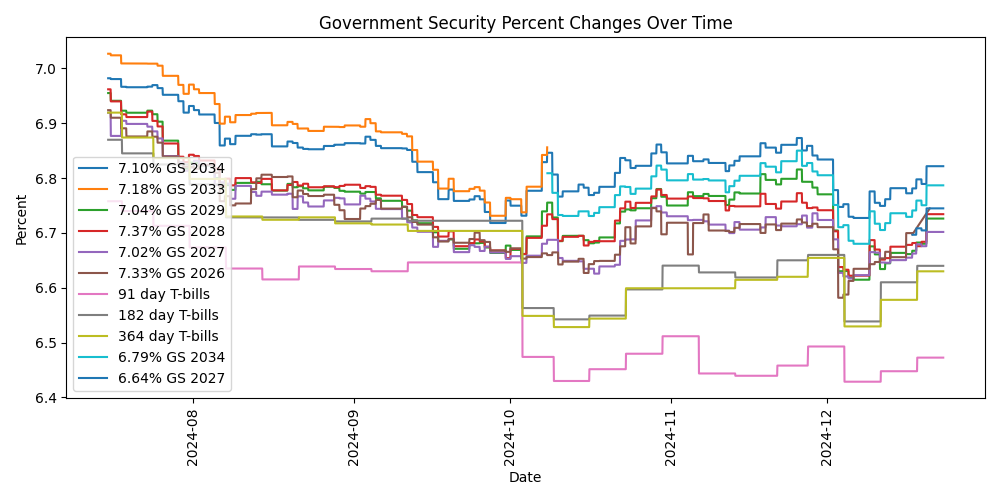 Government Security Percent Changes Over Time
7.0
6.9
6.8
6.7
6.6
6.5
6.4
Percent
7.10% GS 2034
7.18% GS 2033
7.04% GS 2029
7.37% GS 2028
7.02% GS 2027
7.33% GS 2026
91 day T-bills
182 day T-bills
364 day T-bills
6.79% GS 2034
6.64% GS 2027
2024-08
2024-09
2024-10
2024-11
2024-12
Date